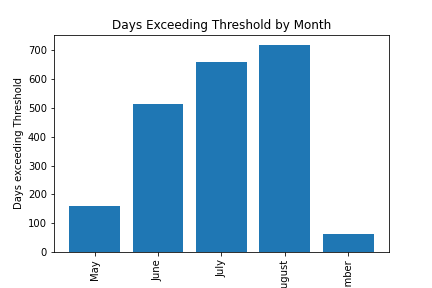 Days Exceeding Threshold by Month
Days exceeding Threshold
700
600
500
400
300
200
100
0
May
June
July
ugust
mber